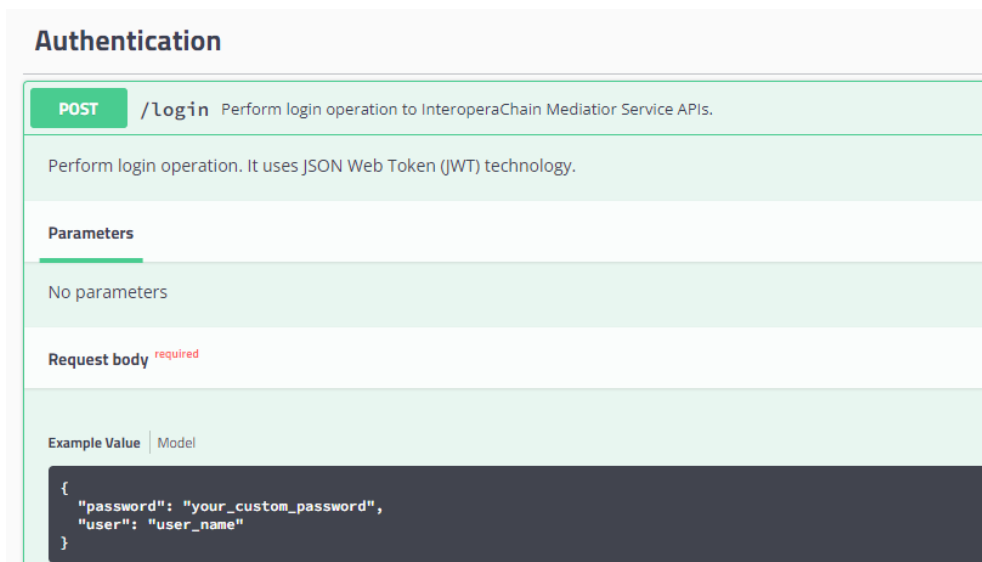 Authentication
POST /login Perform login operation to InteroperaChain Mediatior Service APIs.
Perform login operation. It uses JSON Web Token (JWT) technology.
Parameters
No parameters
Request body required
Example Value Model
{
"password": "your_custom_password",
"user": "user_name"
}